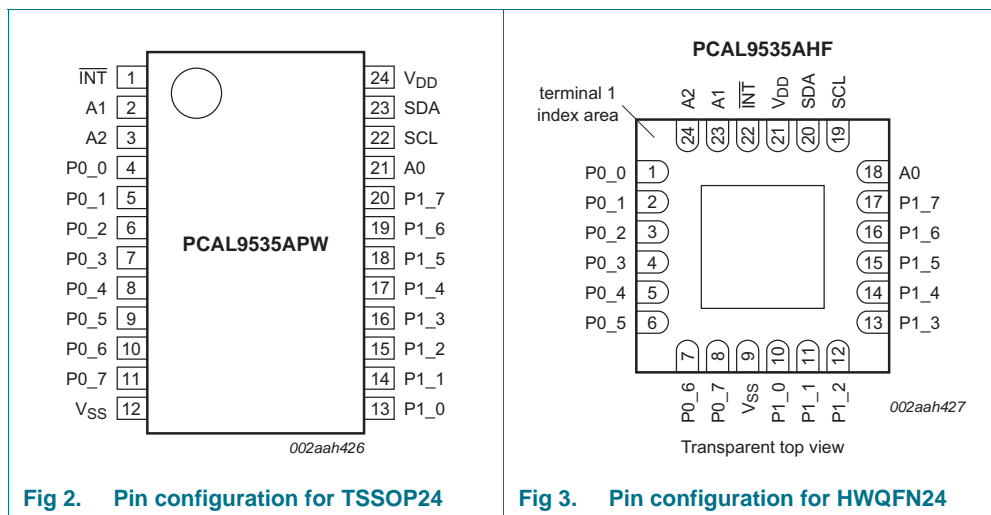 INT 1
A1 2
A2 3
P0_0 4
P0_1 5
P0_2 6
P0_3 7
P0_4 8
P0_5 9
P0_6 10
P0_7 11
VSS 12
PCAL9535APW
24 VDD
23 SDA
22 SCL
21 A0
20 P1_7
19 P1_6
18 P1_5
17 P1_4
16 P1_3
15 P1_2
14 P1_1
13 P1_0
002aah426
Fig 2. Pin configuration for TSSOP24
PCAL9535AHF
terminal 1
index area
A2 A1 INT VDD SDA SCL
24 23 22 21 20 19
P0_0 1
P0_1 2
P0_2 3
P0_3 4
P0_4 5
P0_5 6
18 A0
17 P1_7
16 P1_6
15 P1_5
14 P1_4
13 P1_3
7 8 9 10 11 12
P0_6 P0_7 VSS P1_0 P1_1 P1_2
002aah427
Transparent top view
Fig 3. Pin configuration for HWQFN24